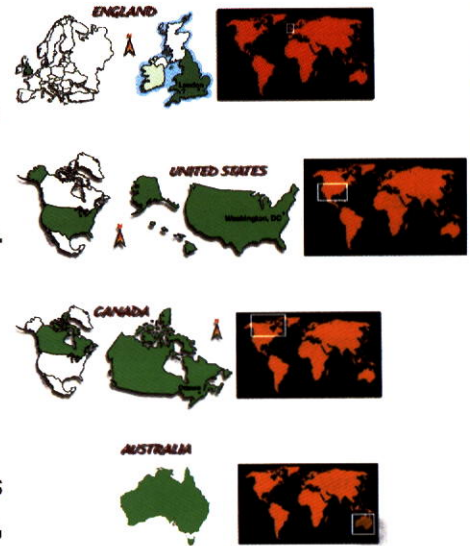 ENGLAND
UNITED STATES
Washington, DC
CANADA
AUSTRALIA